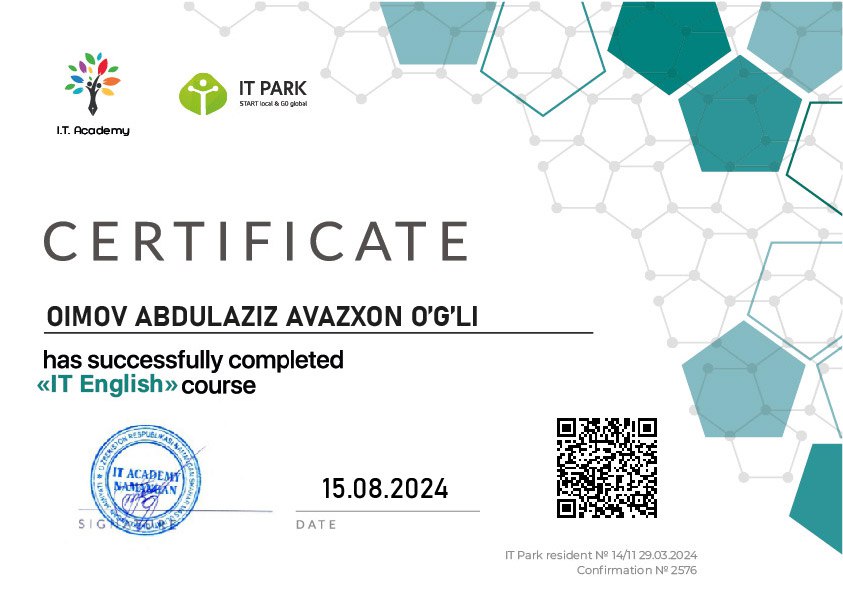 I.T. Academy
IT PARK
START local & GO global
CERTIFICATE
OIMOV ABDULAZIZ AVAZXON O'G'LI
has successfully completed
«IT English» course
IT ACADEMY
NAMANGAN
15.08.2024
SIGNATURE
DATE
IT Park resident № 14/11 29.03.2024
Confirmation № 2576